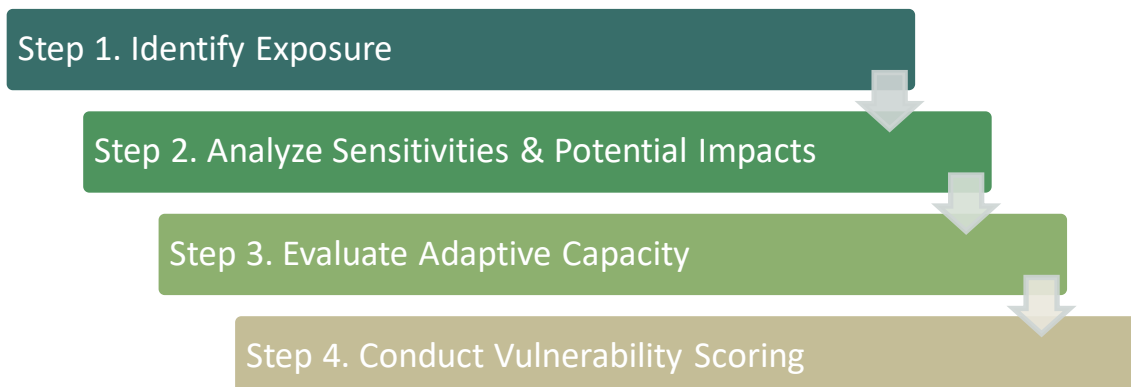 Step 1. Identify Exposure
Step 2. Analyze Sensitivities & Potential Impacts
Step 3. Evaluate Adaptive Capacity
Step 4. Conduct Vulnerability Scoring